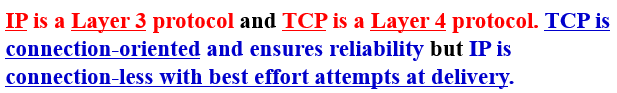 IP is a Layer 3 protocol and TCP is a Layer 4 protocol. TCP is
connection-oriented and ensures reliability but IP is
connection-less with best effort attempts at delivery.